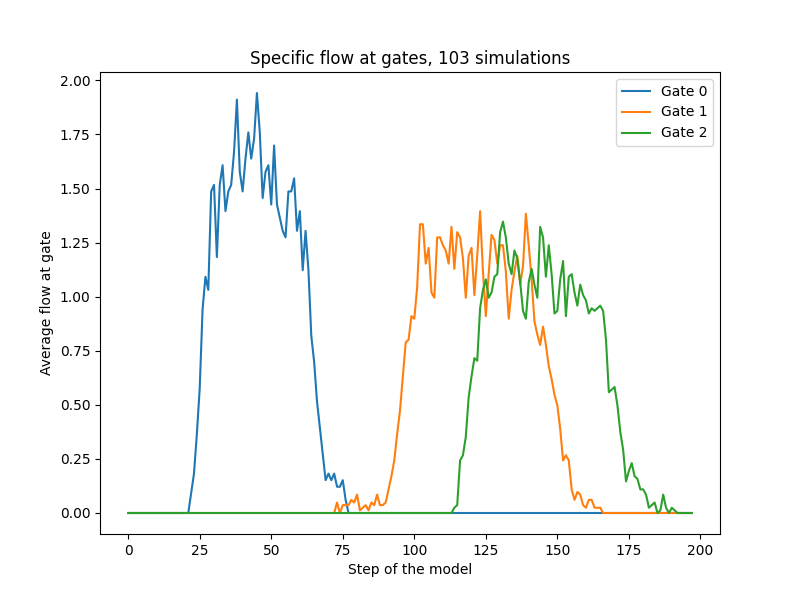 Specific flow at gates, 103 simulations
Gate 0
Gate 1
Gate 2
Average flow at gate
2.00
1.75
1.50
1.25
1.00
0.75
0.50
0.25
0.00
0 25 50 75 100 125 150 175 200
Step of the model